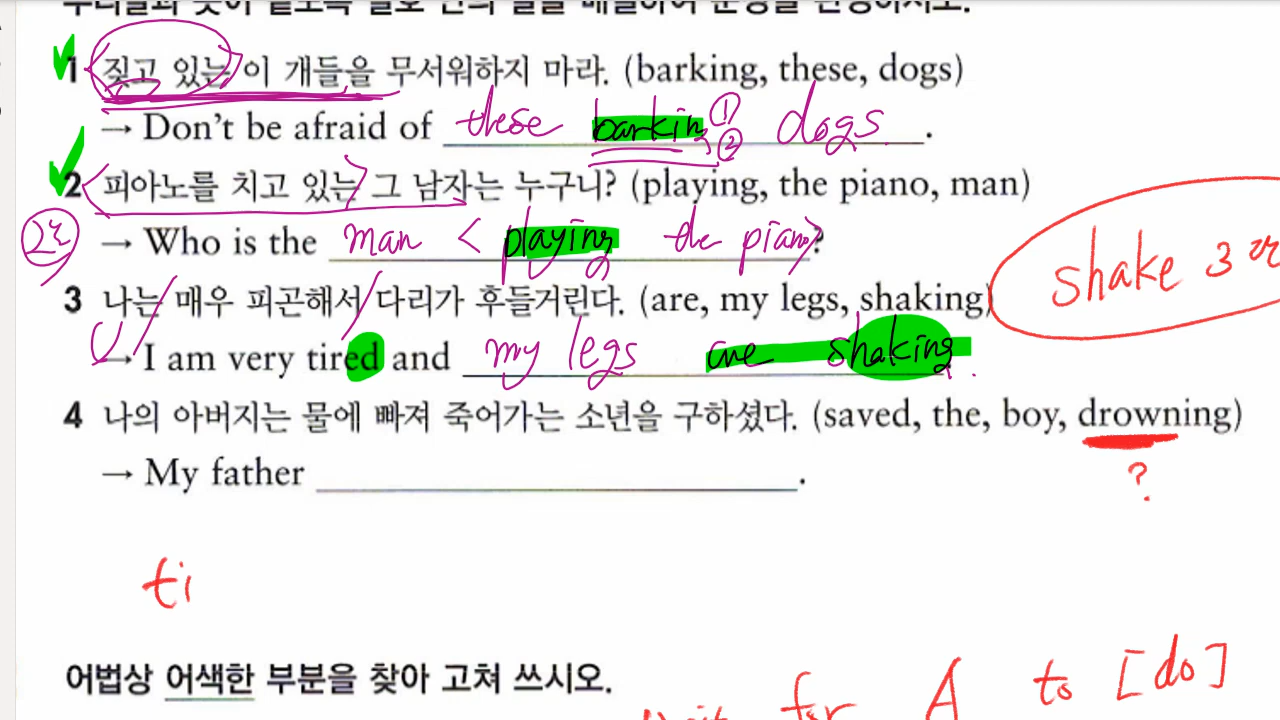 1 짖고 있는 이 개들을 무서워하지 마라. (barking, these, dogs)
→ Don't be afraid of these barking ① ② dogs.
2 피아노를 치고 있는 그 남자는 누구니? (playing, the piano, man)
→ Who is the man < playing the piano>?
3 나는 매우 피곤해서 다리가 후들거린다. (are, my legs, shaking)
shake 3
→ I am very tired and my legs are shaking.
4 나의 아버지는 물에 빠져 죽어가는 소년을 구하셨다. (saved, the, boy, drowning)
→ My father .
?
ti
어법상 어색한 부분을 찾아 고쳐 쓰시오.
for A to [do]